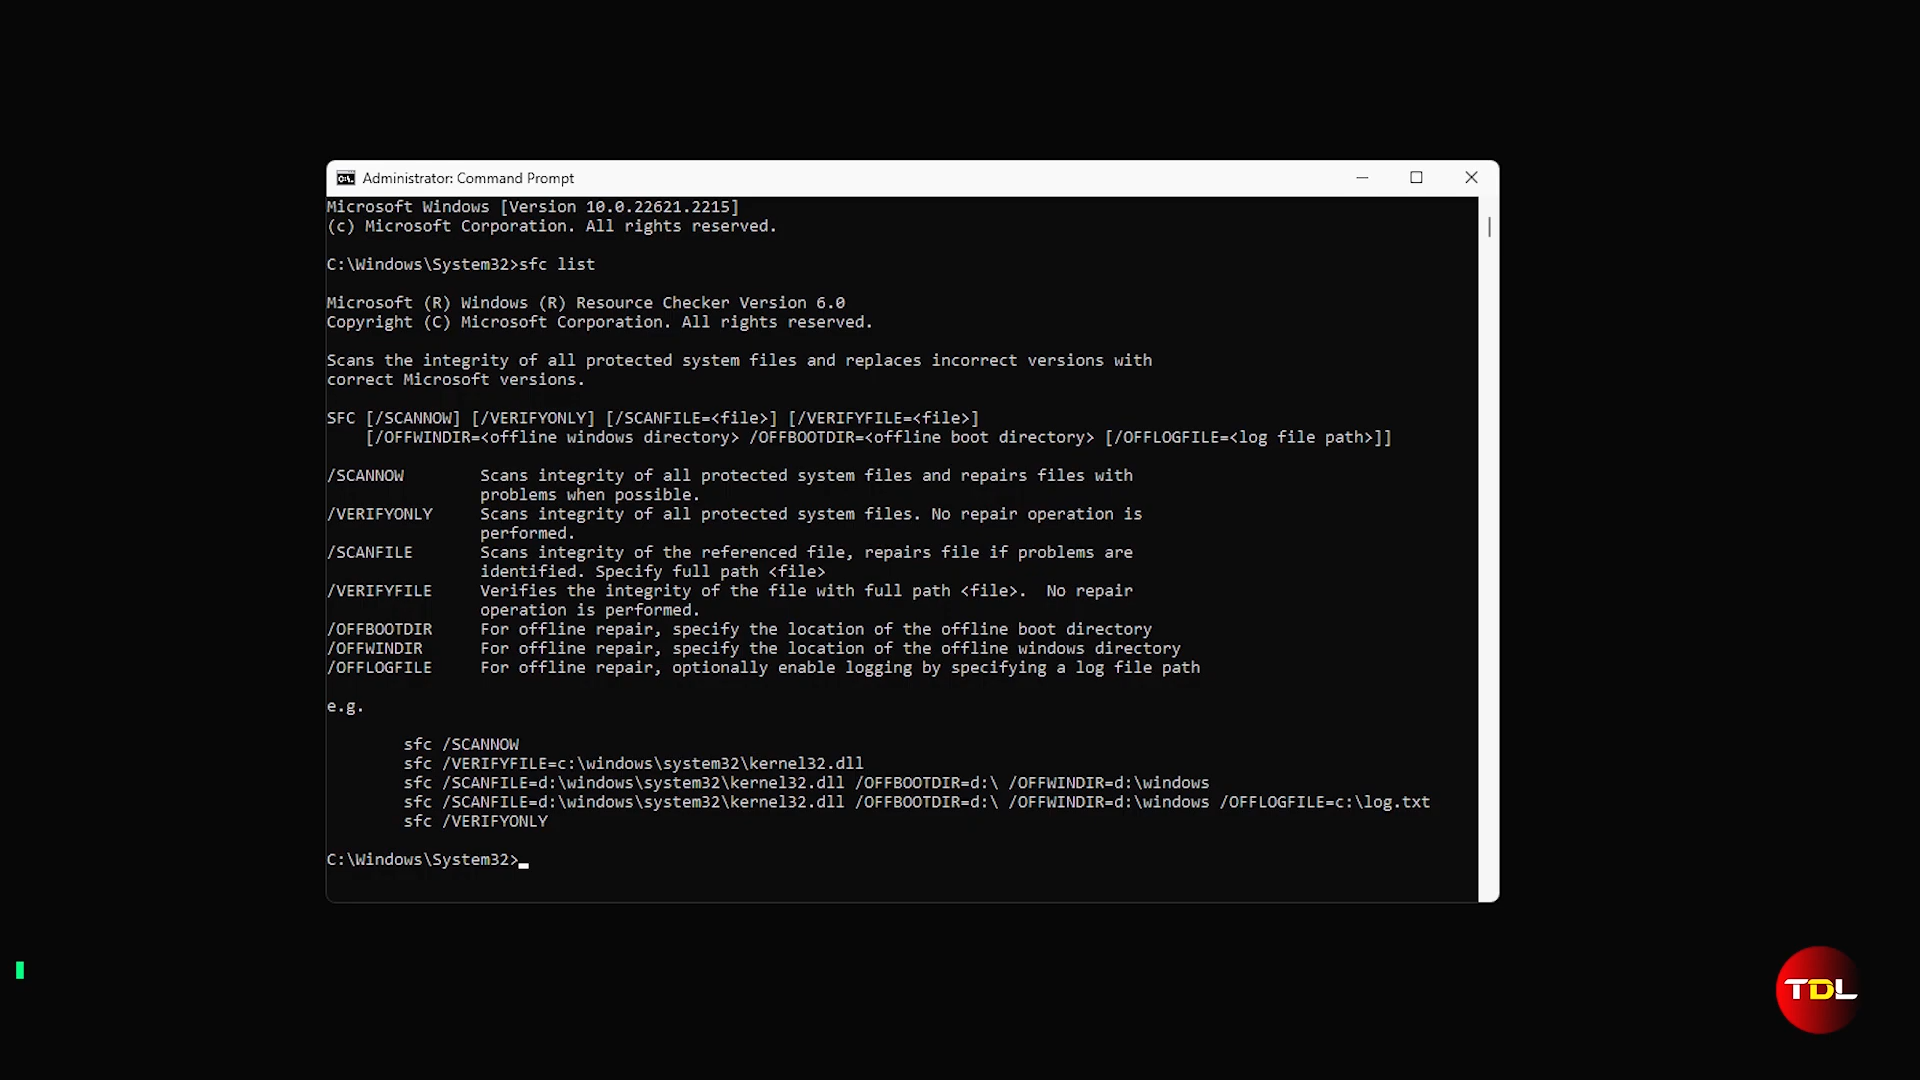 Administrator: Command Prompt
Microsoft Windows [Version 10.0.22621.2215]
(c) Microsoft Corporation. All rights reserved.
C:\Windows\System32>sfc list
Microsoft (R) Windows (R) Resource Checker Version 6.0
Copyright (C) Microsoft Corporation. All rights reserved.
Scans the integrity of all protected system files and replaces incorrect versions with
correct Microsoft versions.
SFC [/SCANNOW] [/VERIFYONLY] [/SCANFILE=<file>] [/VERIFYFILE=<file>]
[/OFFWINDIR=<offline windows directory> /OFFBOOTDIR=<offline boot directory> [/OFFLOGFILE=<log file path>]]
/SCANNOW Scans integrity of all protected system files and repairs files with
problems when possible.
/VERIFYONLY Scans integrity of all protected system files. No repair operation is
performed.
/SCANFILE Scans integrity of the referenced file, repairs file if problems are
identified. Specify full path <file>
/VERIFYFILE Verifies the integrity of the file with full path <file>.  No repair
operation is performed.
/OFFBOOTDIR For offline repair, specify the location of the offline boot directory
/OFFWINDIR For offline repair, specify the location of the offline windows directory
/OFFLOGFILE For offline repair, optionally enable logging by specifying a log file path
e.g.
sfc /SCANNOW
sfc /VERIFYFILE=c:\windows\system32\kernel32.dll
sfc /SCANFILE=d:\windows\system32\kernel32.dll /OFFBOOTDIR=d:\ /OFFWINDIR=d:\windows
sfc /SCANFILE=d:\windows\system32\kernel32.dll /OFFBOOTDIR=d:\ /OFFWINDIR=d:\windows /OFFLOGFILE=c:\log.txt
sfc /VERIFYONLY
C:\Windows\System32>
TDL